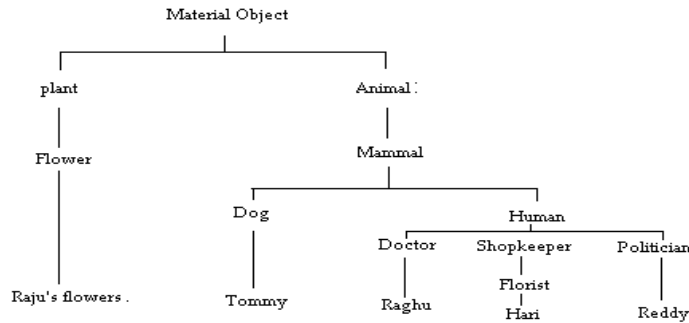 Material Object
plant
Animal :
Flower
Mammal
Dog
Human
Doctor
Shopkeeper
Politician
Florist
Raju's flowers .
Tommy
Raghu
Hari
Reddy